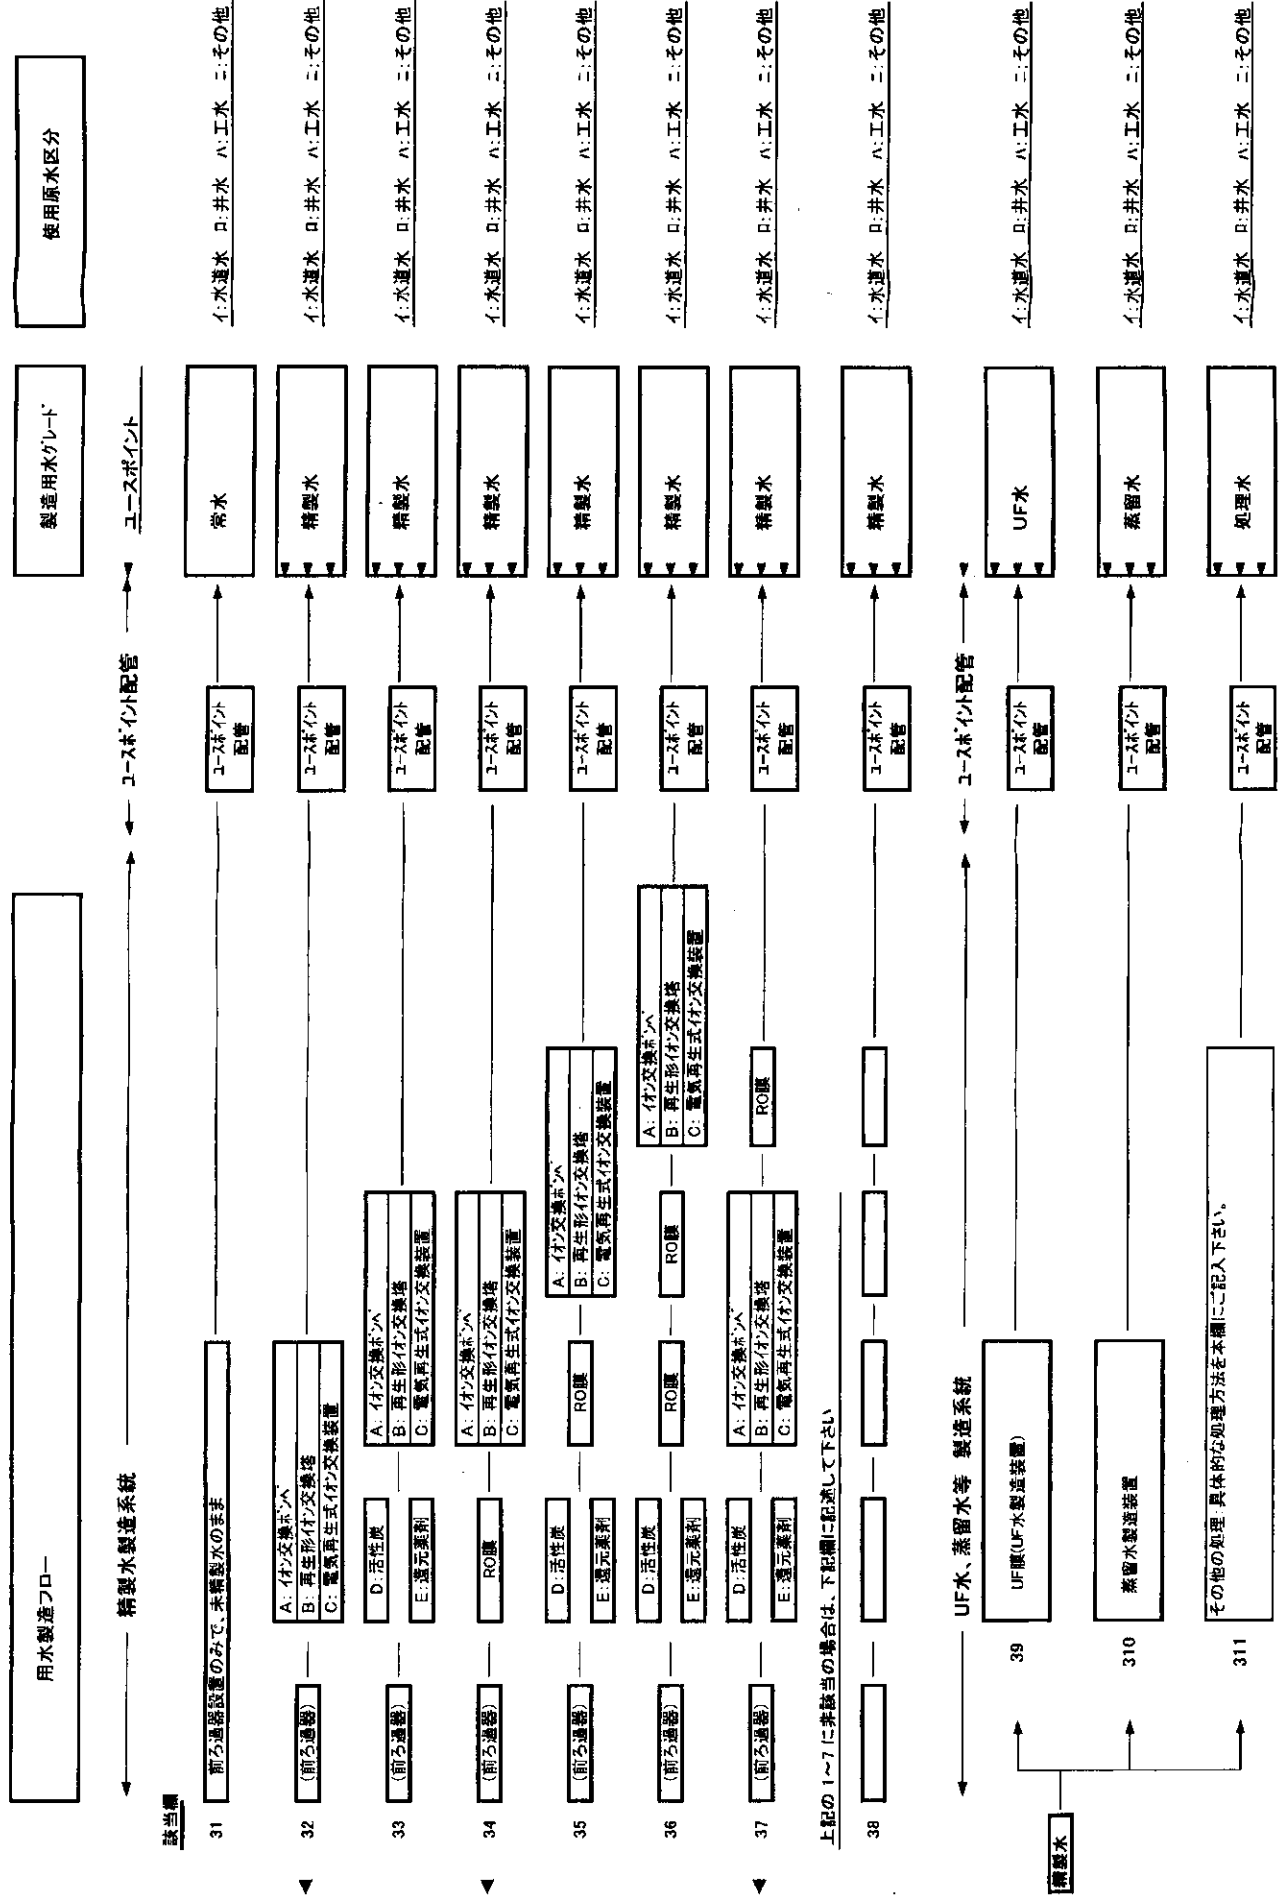 用水製造フロー
製造用水グレード
使用原水区分
精製水製造系統
ユースポイント配管
ユースポイント
該当欄
31
前ろ過器設置のみで、未精製水のまま
ユースポイント
配管
常水
イ:水道水 ロ:井水 ハ:工水 ニ:その他
32
(前ろ過器)
A: イオン交換ボンベ
B: 再生形イオン交換塔
C: 電気再生式イオン交換装置
ユースポイント
配管
精製水
イ:水道水 ロ:井水 ハ:工水 ニ:その他
33
(前ろ過器)
D:活性炭
E:還元薬剤
A: イオン交換ボンベ
B: 再生形イオン交換塔
C: 電気再生式イオン交換装置
ユースポイント
配管
精製水
イ:水道水 ロ:井水 ハ:工水 ニ:その他
34
(前ろ過器)
RO膜
A: イオン交換ボンベ
B: 再生形イオン交換塔
C: 電気再生式イオン交換装置
ユースポイント
配管
精製水
イ:水道水 ロ:井水 ハ:工水 ニ:その他
35
(前ろ過器)
D:活性炭
E:還元薬剤
RO膜
A: イオン交換ボンベ
B: 再生形イオン交換塔
C: 電気再生式イオン交換装置
ユースポイント
配管
精製水
イ:水道水 ロ:井水 ハ:工水 ニ:その他
36
(前ろ過器)
D:活性炭
E:還元薬剤
RO膜
RO膜
A: イオン交換ボンベ
B: 再生形イオン交換塔
C: 電気再生式イオン交換装置
ユースポイント
配管
精製水
イ:水道水 ロ:井水 ハ:工水 ニ:その他
37
(前ろ過器)
D:活性炭
E:還元薬剤
A: イオン交換ボンベ
B: 再生形イオン交換塔
C: 電気再生式イオン交換装置
RO膜
ユースポイント
配管
精製水
イ:水道水 ロ:井水 ハ:工水 ニ:その他
上記の1~7に非該当の場合は、下記欄に記述して下さい
38
ユースポイント
配管
精製水
イ:水道水 ロ:井水 ハ:工水 ニ:その他
UF水、蒸留水等 製造系統
ユースポイント配管
精製水
39
UF膜(UF水製造装置)
ユースポイント
配管
UF水
イ:水道水 ロ:井水 ハ:工水 ニ:その他
310
蒸留水製造装置
ユースポイント
配管
蒸留水
イ:水道水 ロ:井水 ハ:工水 ニ:その他
311
その他の処理:具体的な処理方法を本欄にご記入下さい。
ユースポイント
配管
処理水
イ:水道水 ロ:井水 ハ:工水 ニ:その他